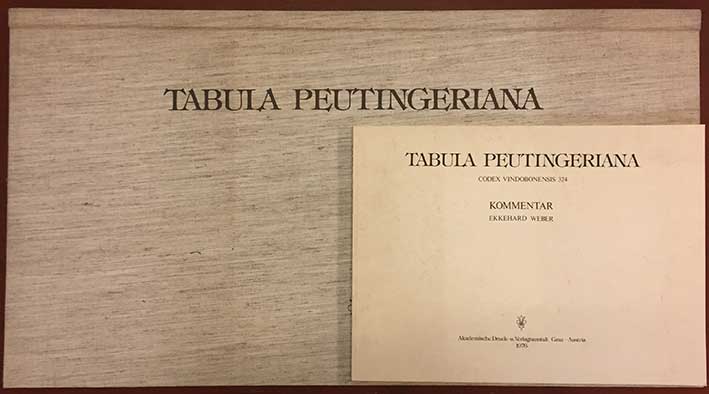 TABULA PEUTINGERIANA
TABULA PEUTINGERIANA
CODEX VINDOBONENSIS 324
KOMMENTAR
EKKEHARD WEBER
Akademische Druck- u. Verlagsanstalt Graz - Austria
1976